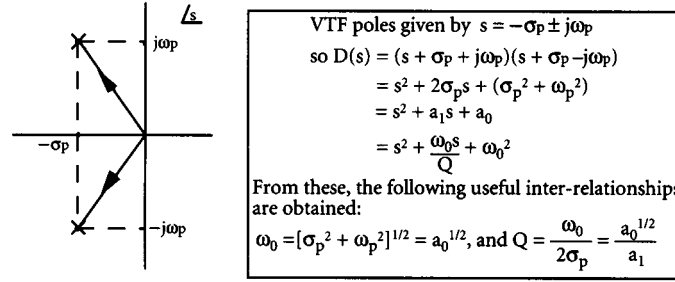 s
jωp
−σp
−jωp
VTF poles given by s = −σp ± jωp
so D(s) = (s + σp + jωp)(s + σp−jωp)
= s² + 2σps + (σp² + ωp²)
= s² + a₁s + a₀
= s² + ω₀s/Q + ω₀²
From these, the following useful inter-relationships
are obtained:
ω₀ =[σp² + ωp²]^1/2 = a₀^1/2, and Q = ω₀/2σp = a₀^1/2/a₁